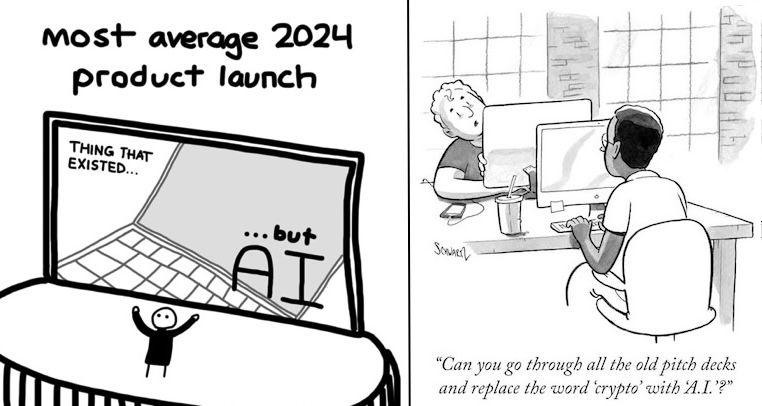 most average 2024
product launch
THING THAT
EXISTED...
...but
AI
SCHWARTZ
“Can you go through all the old pitch decks
and replace the word ‘crypto’ with ‘A.I.’?”